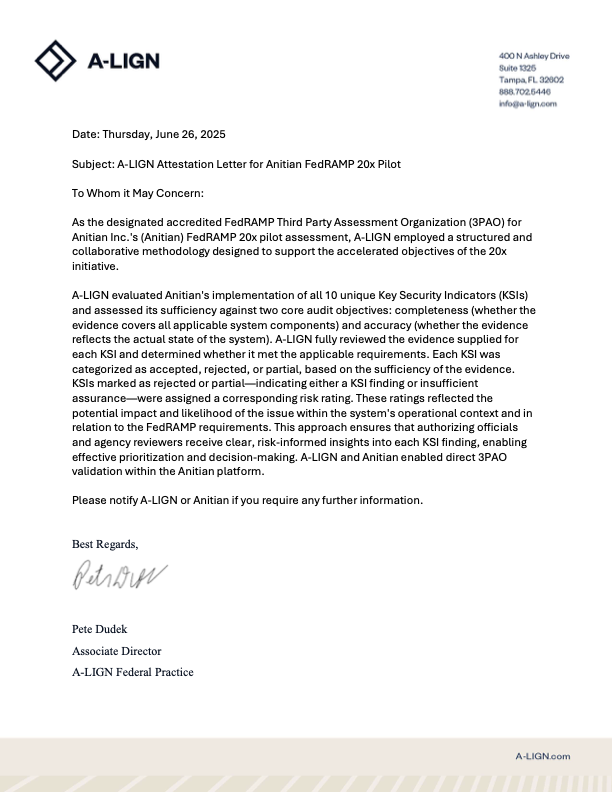 A-LIGN
400 N Ashley Drive
Suite 1325
Tampa, FL 32602
888.702.5446
info@a-lign.com
Date: Thursday, June 26, 2025
Subject: A-LIGN Attestation Letter for Anitian FedRAMP 20x Pilot
To Whom it May Concern:
As the designated accredited FedRAMP Third Party Assessment Organization (3PAO) for
Anitian Inc.'s (Anitian) FedRAMP 20x pilot assessment, A-LIGN employed a structured and
collaborative methodology designed to support the accelerated objectives of the 20x
initiative.
A-LIGN evaluated Anitian's implementation of all 10 unique Key Security Indicators (KSIs)
and assessed its sufficiency against two core audit objectives: completeness (whether the
evidence covers all applicable system components) and accuracy (whether the evidence
reflects the actual state of the system). A-LIGN fully reviewed the evidence supplied for
each KSI and determined whether it met the applicable requirements. Each KSI was
categorized as accepted, rejected, or partial, based on the sufficiency of the evidence.
KSIs marked as rejected or partial—indicating either a KSI finding or insufficient
assurance—were assigned a corresponding risk rating. These ratings reflected the
potential impact and likelihood of the issue within the system's operational context and in
relation to the FedRAMP requirements. This approach ensures that authorizing officials
and agency reviewers receive clear, risk-informed insights into each KSI finding, enabling
effective prioritization and decision-making. A-LIGN and Anitian enabled direct 3PAO
validation within the Anitian platform.
Please notify A-LIGN or Anitian if you require any further information.
Best Regards,
Pete Dudek
Associate Director
A-LIGN Federal Practice
A-LIGN.com